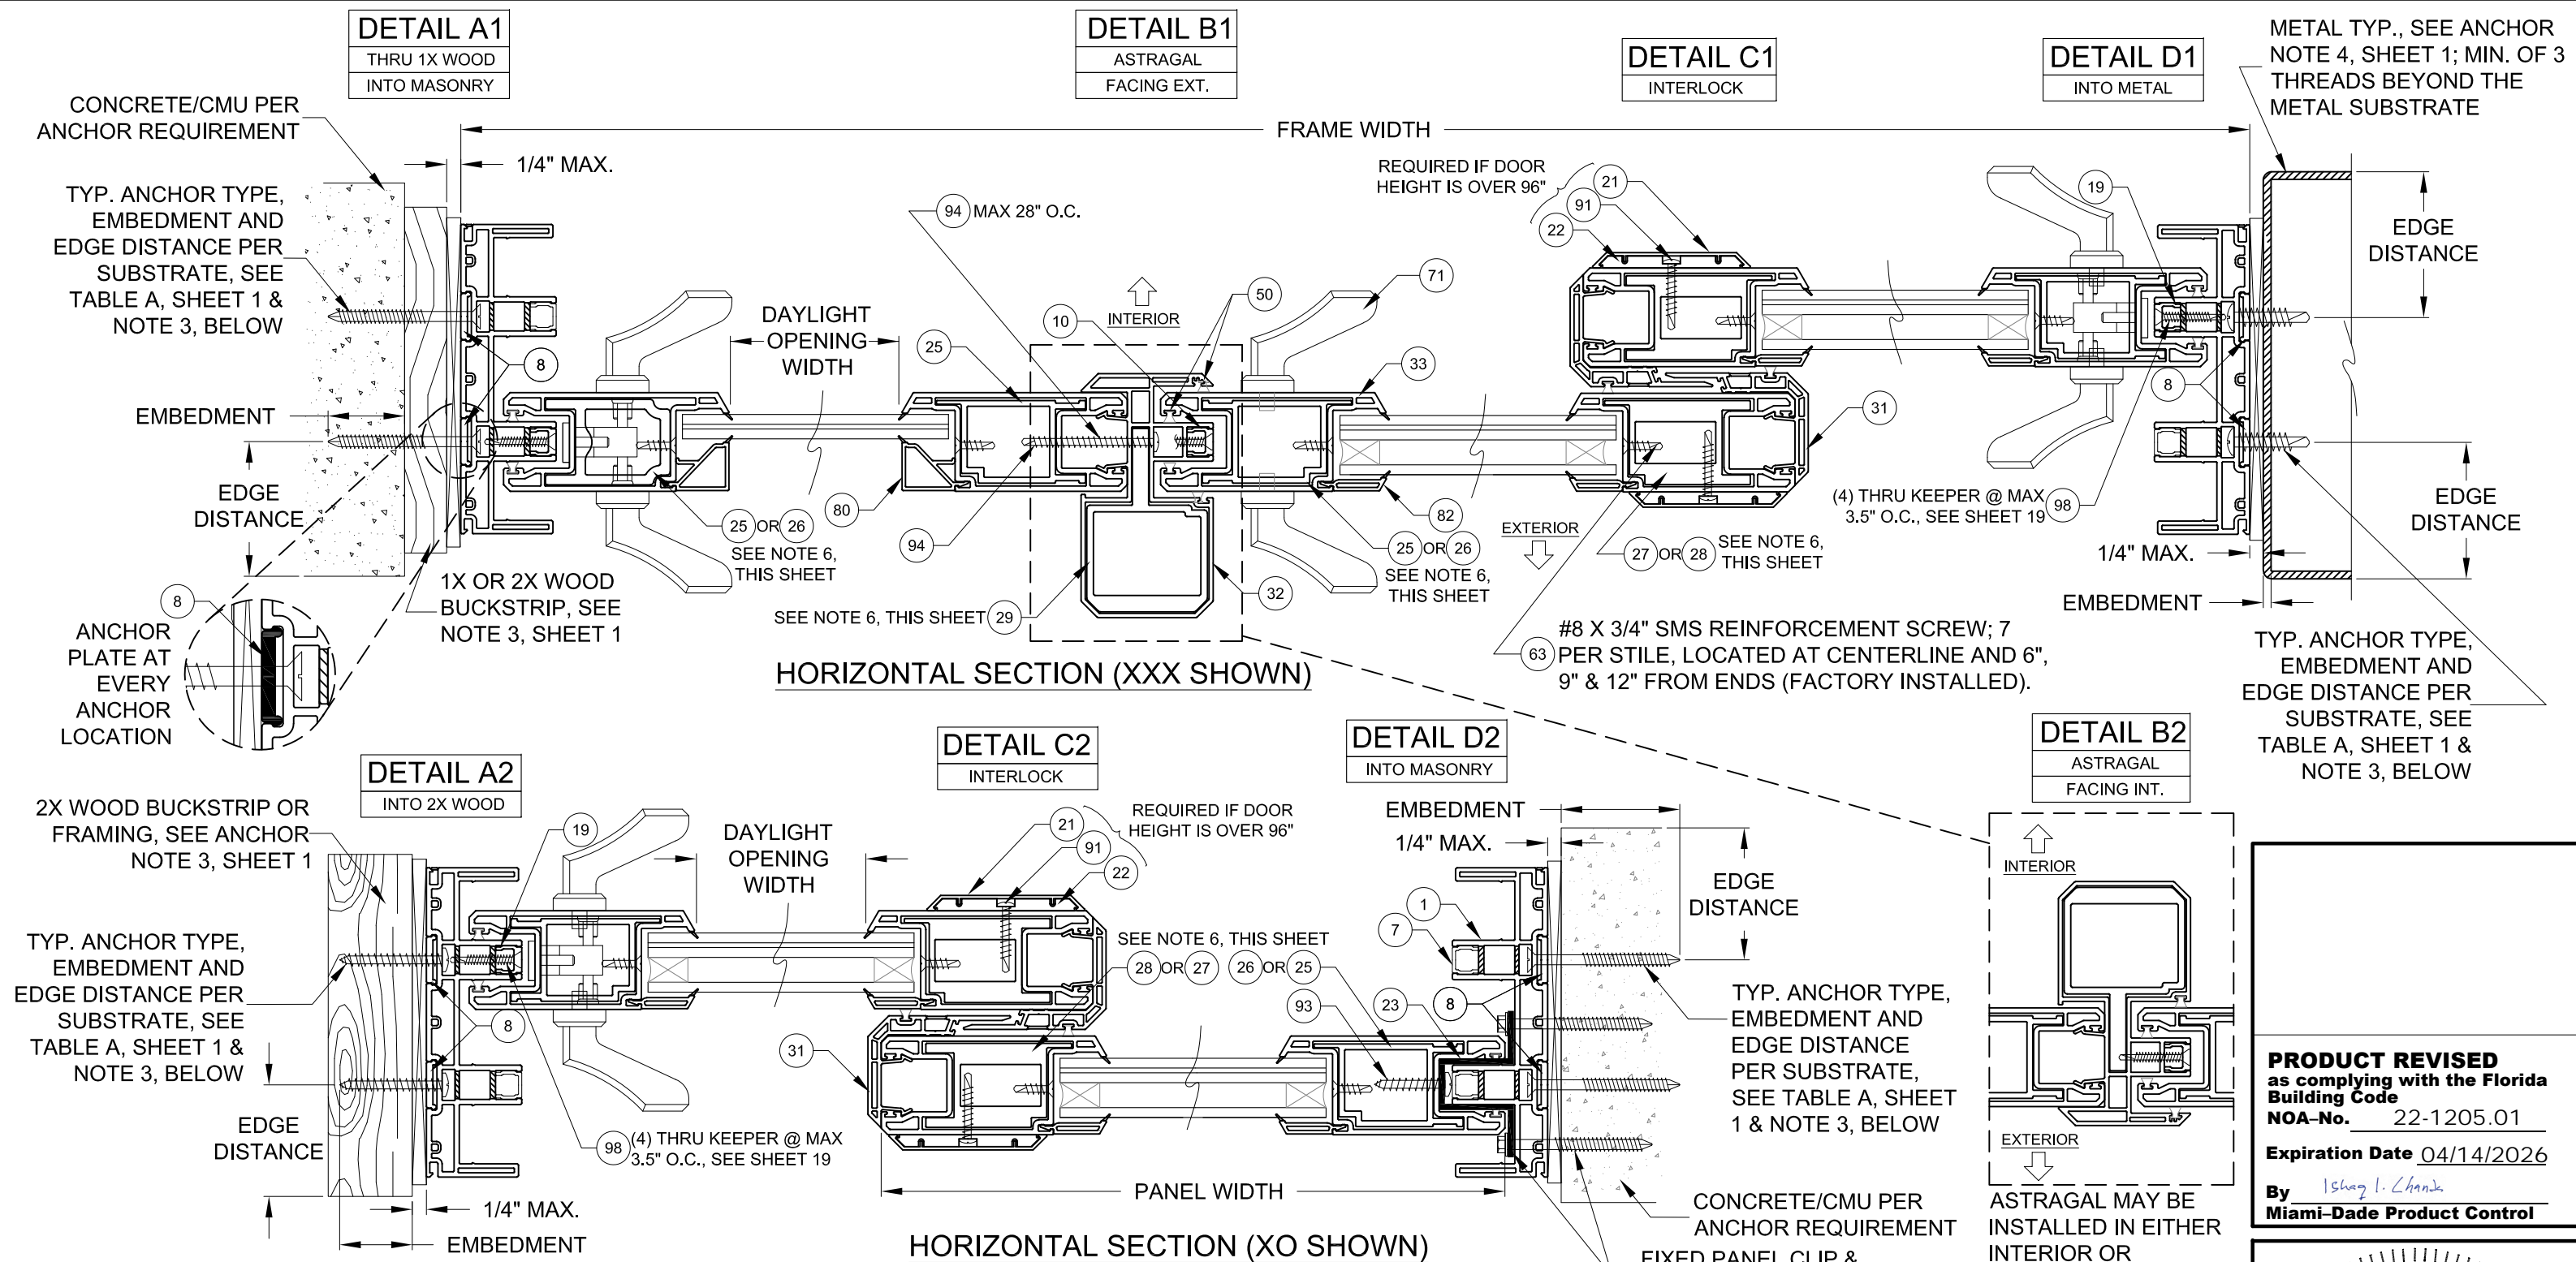 DETAIL A1
THRU 1X WOOD
INTO MASONRY
DETAIL B1
ASTRAGAL
FACING EXT.
DETAIL C1
INTERLOCK
DETAIL D1
INTO METAL
METAL TYP., SEE ANCHOR
NOTE 4, SHEET 1; MIN. OF 3
THREADS BEYOND THE
METAL SUBSTRATE
CONCRETE/CMU PER
ANCHOR REQUIREMENT
FRAME WIDTH
1/4" MAX.
TYP. ANCHOR TYPE,
EMBEDMENT AND
EDGE DISTANCE PER
SUBSTRATE, SEE
TABLE A, SHEET 1 &
NOTE 3, BELOW
94 MAX 28" O.C.
REQUIRED IF DOOR
HEIGHT IS OVER 96"
21
91
22
19
EDGE
DISTANCE
DAYLIGHT
OPENING
WIDTH
INTERIOR
50
71
10
25
33
8
8
31
EMBEDMENT
EDGE
DISTANCE
25 OR 26
SEE NOTE 6,
THIS SHEET
80
94
82
25 OR 26
SEE NOTE 6,
THIS SHEET
EXTERIOR
27 OR 28 SEE NOTE 6,
THIS SHEET
(4) THRU KEEPER @ MAX
3.5" O.C., SEE SHEET 19
98
1/4" MAX.
EDGE
DISTANCE
EMBEDMENT
8
1X OR 2X WOOD
BUCKSTRIP, SEE
NOTE 3, SHEET 1
SEE NOTE 6, THIS SHEET 29
32
ANCHOR
PLATE AT
EVERY
ANCHOR
LOCATION
63
#8 X 3/4" SMS REINFORCEMENT SCREW; 7
PER STILE, LOCATED AT CENTERLINE AND 6",
9" & 12" FROM ENDS (FACTORY INSTALLED).
HORIZONTAL SECTION (XXX SHOWN)
TYP. ANCHOR TYPE,
EMBEDMENT AND
EDGE DISTANCE PER
SUBSTRATE, SEE
TABLE A, SHEET 1 &
NOTE 3, BELOW
DETAIL A2
INTO 2X WOOD
DETAIL C2
INTERLOCK
DETAIL D2
INTO MASONRY
DETAIL B2
ASTRAGAL
FACING INT.
2X WOOD BUCKSTRIP OR
FRAMING, SEE ANCHOR
NOTE 3, SHEET 1
19
DAYLIGHT
OPENING
WIDTH
21
91
22
REQUIRED IF DOOR
HEIGHT IS OVER 96"
EMBEDMENT
1/4" MAX.
EDGE
DISTANCE
1
7
INTERIOR
TYP. ANCHOR TYPE,
EMBEDMENT AND
EDGE DISTANCE PER
SUBSTRATE, SEE
TABLE A, SHEET 1 &
NOTE 3, BELOW
8
SEE NOTE 6, THIS SHEET
28 OR 27 26 OR 25
93
23
8
31
TYP. ANCHOR TYPE,
EMBEDMENT AND
EDGE DISTANCE
PER SUBSTRATE,
SEE TABLE A, SHEET
1 & NOTE 3, BELOW
EDGE
DISTANCE
98
(4) THRU KEEPER @ MAX
3.5" O.C., SEE SHEET 19
EXTERIOR
1/4" MAX.
EMBEDMENT
PANEL WIDTH
CONCRETE/CMU PER
ANCHOR REQUIREMENT
HORIZONTAL SECTION (XO SHOWN)
FIXED PANEL CLIP &
ASTRAGAL MAY BE
INSTALLED IN EITHER
INTERIOR OR
PRODUCT REVISED
as complying with the Florida
Building Code
NOA–No. 22-1205.01
Expiration Date 04/14/2026
By
Miami–Dade Product Control